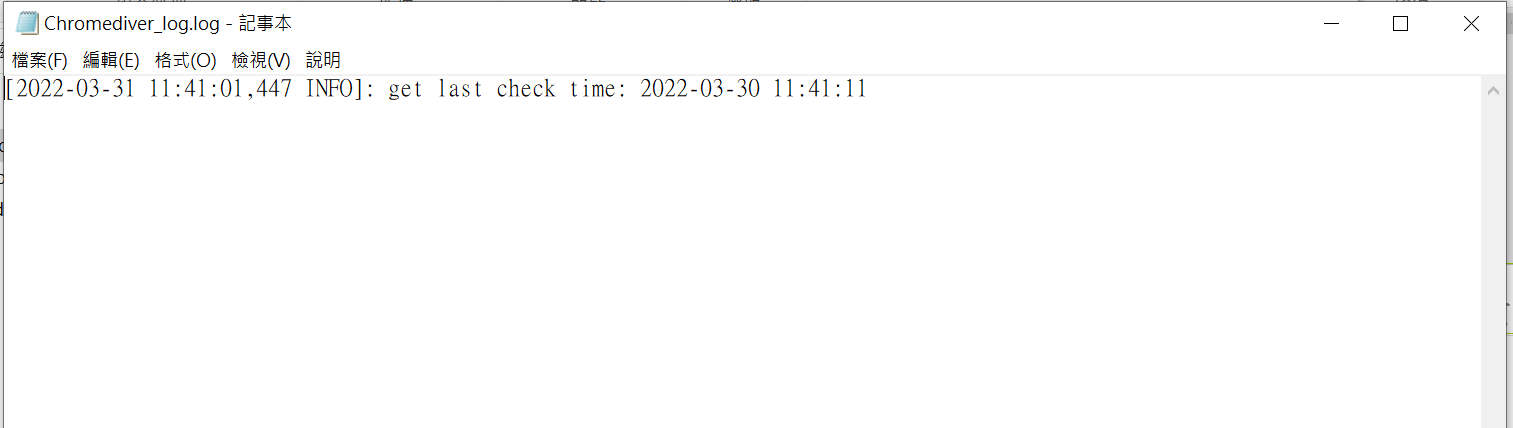 Chromediver_log.log - 記事本
檔案(F) 編輯(E) 格式(O) 檢視(V) 說明
[2022-03-31 11:41:01,447 INFO]: get last check time: 2022-03-30 11:41:11